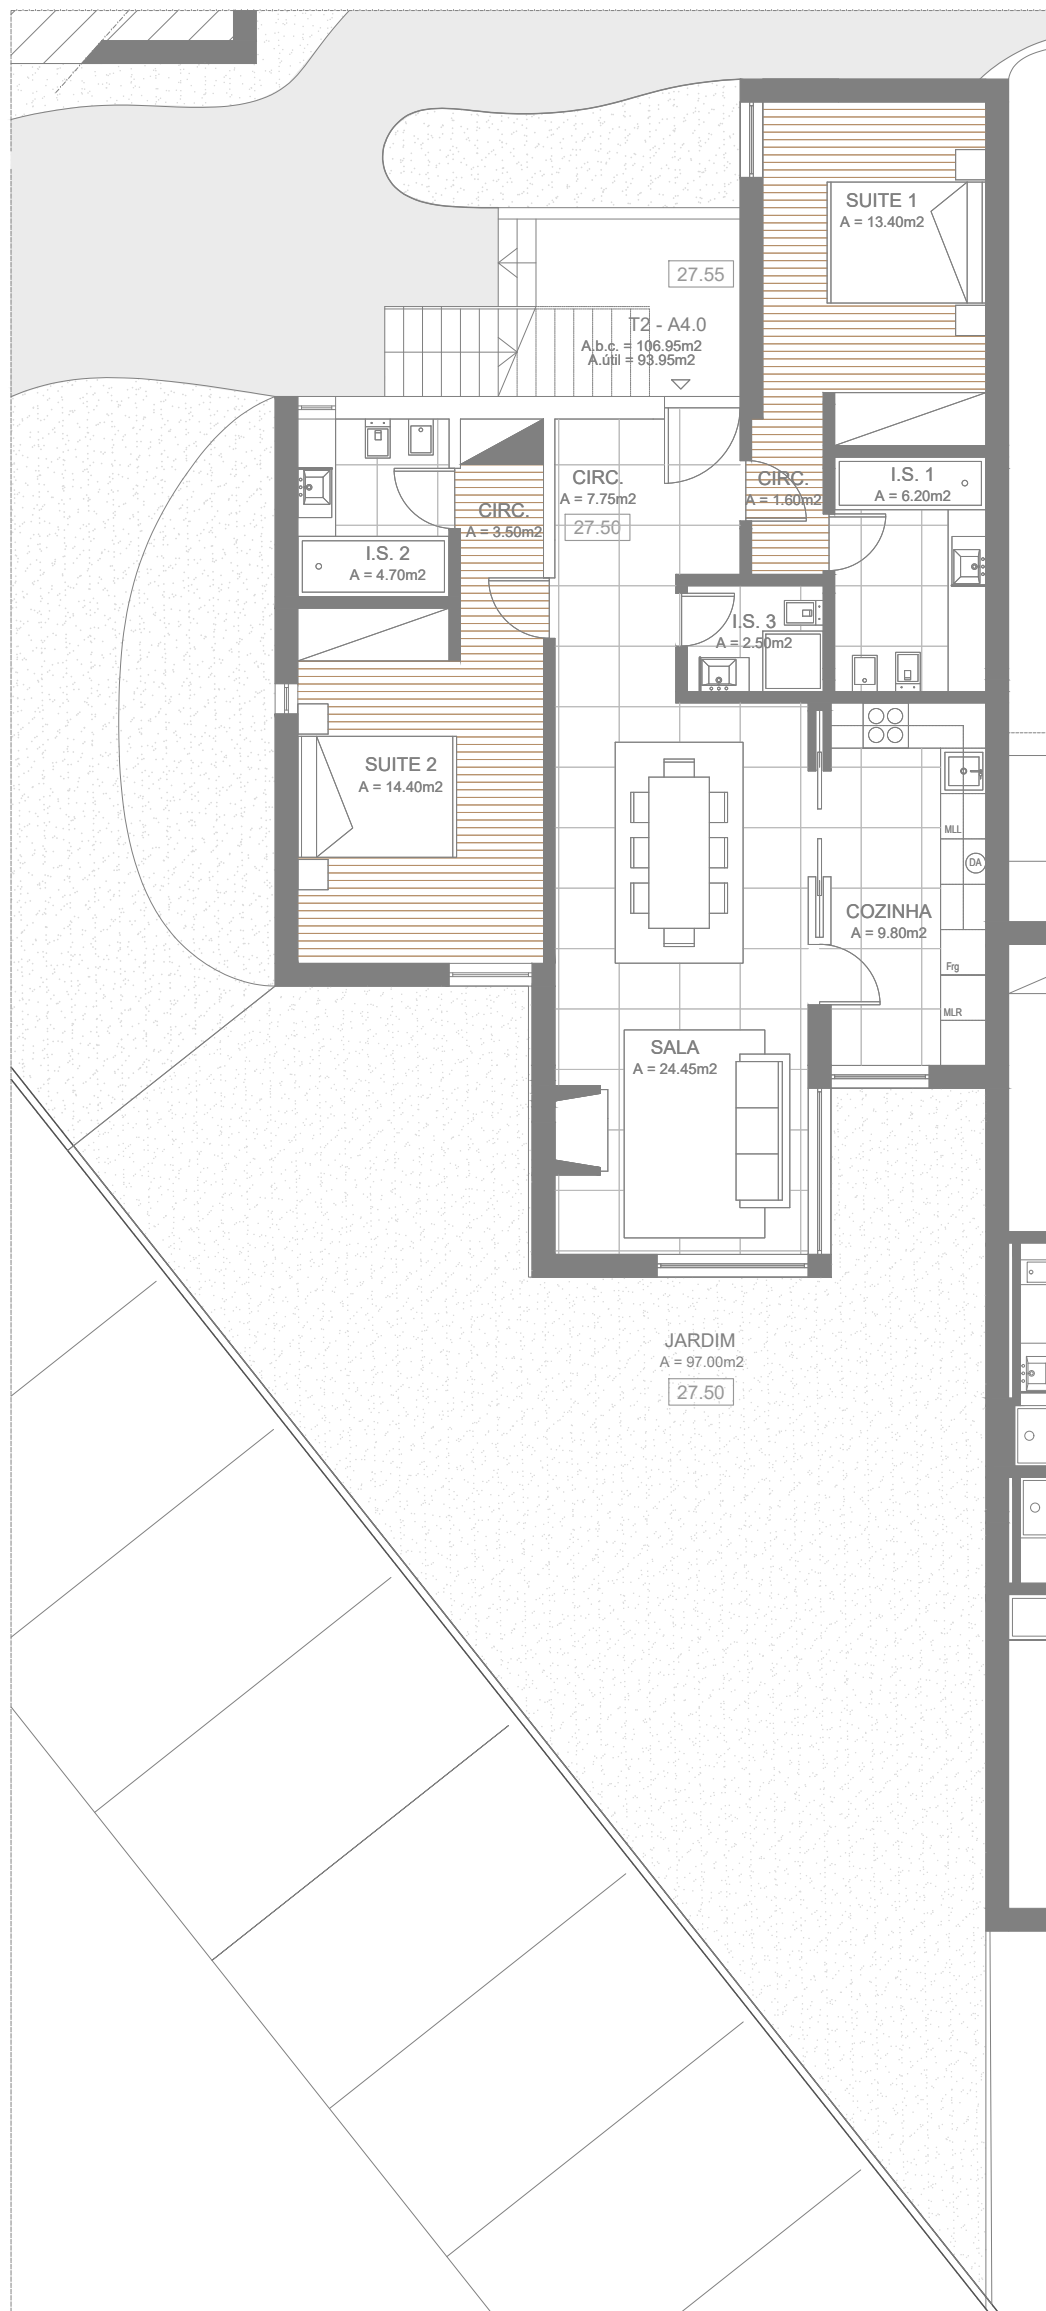 SUITE 1
A = 13.40m2
27.55
T2 - A4.0
A.b.c. = 106.95m2
A.útil = 93.95m2
CIRC.
A = 7.75m2
27.50
CIRC.
A = 1.60m2
I.S. 1
A = 6.20m2
CIRC.
A = 3.50m2
I.S. 2
A = 4.70m2
I.S. 3
A = 2.50m2
SUITE 2
A = 14.40m2
MLL
DA
COZINHA
A = 9.80m2
Frg
MLR
SALA
A = 24.45m2
JARDIM
A = 97.00m2
27.50